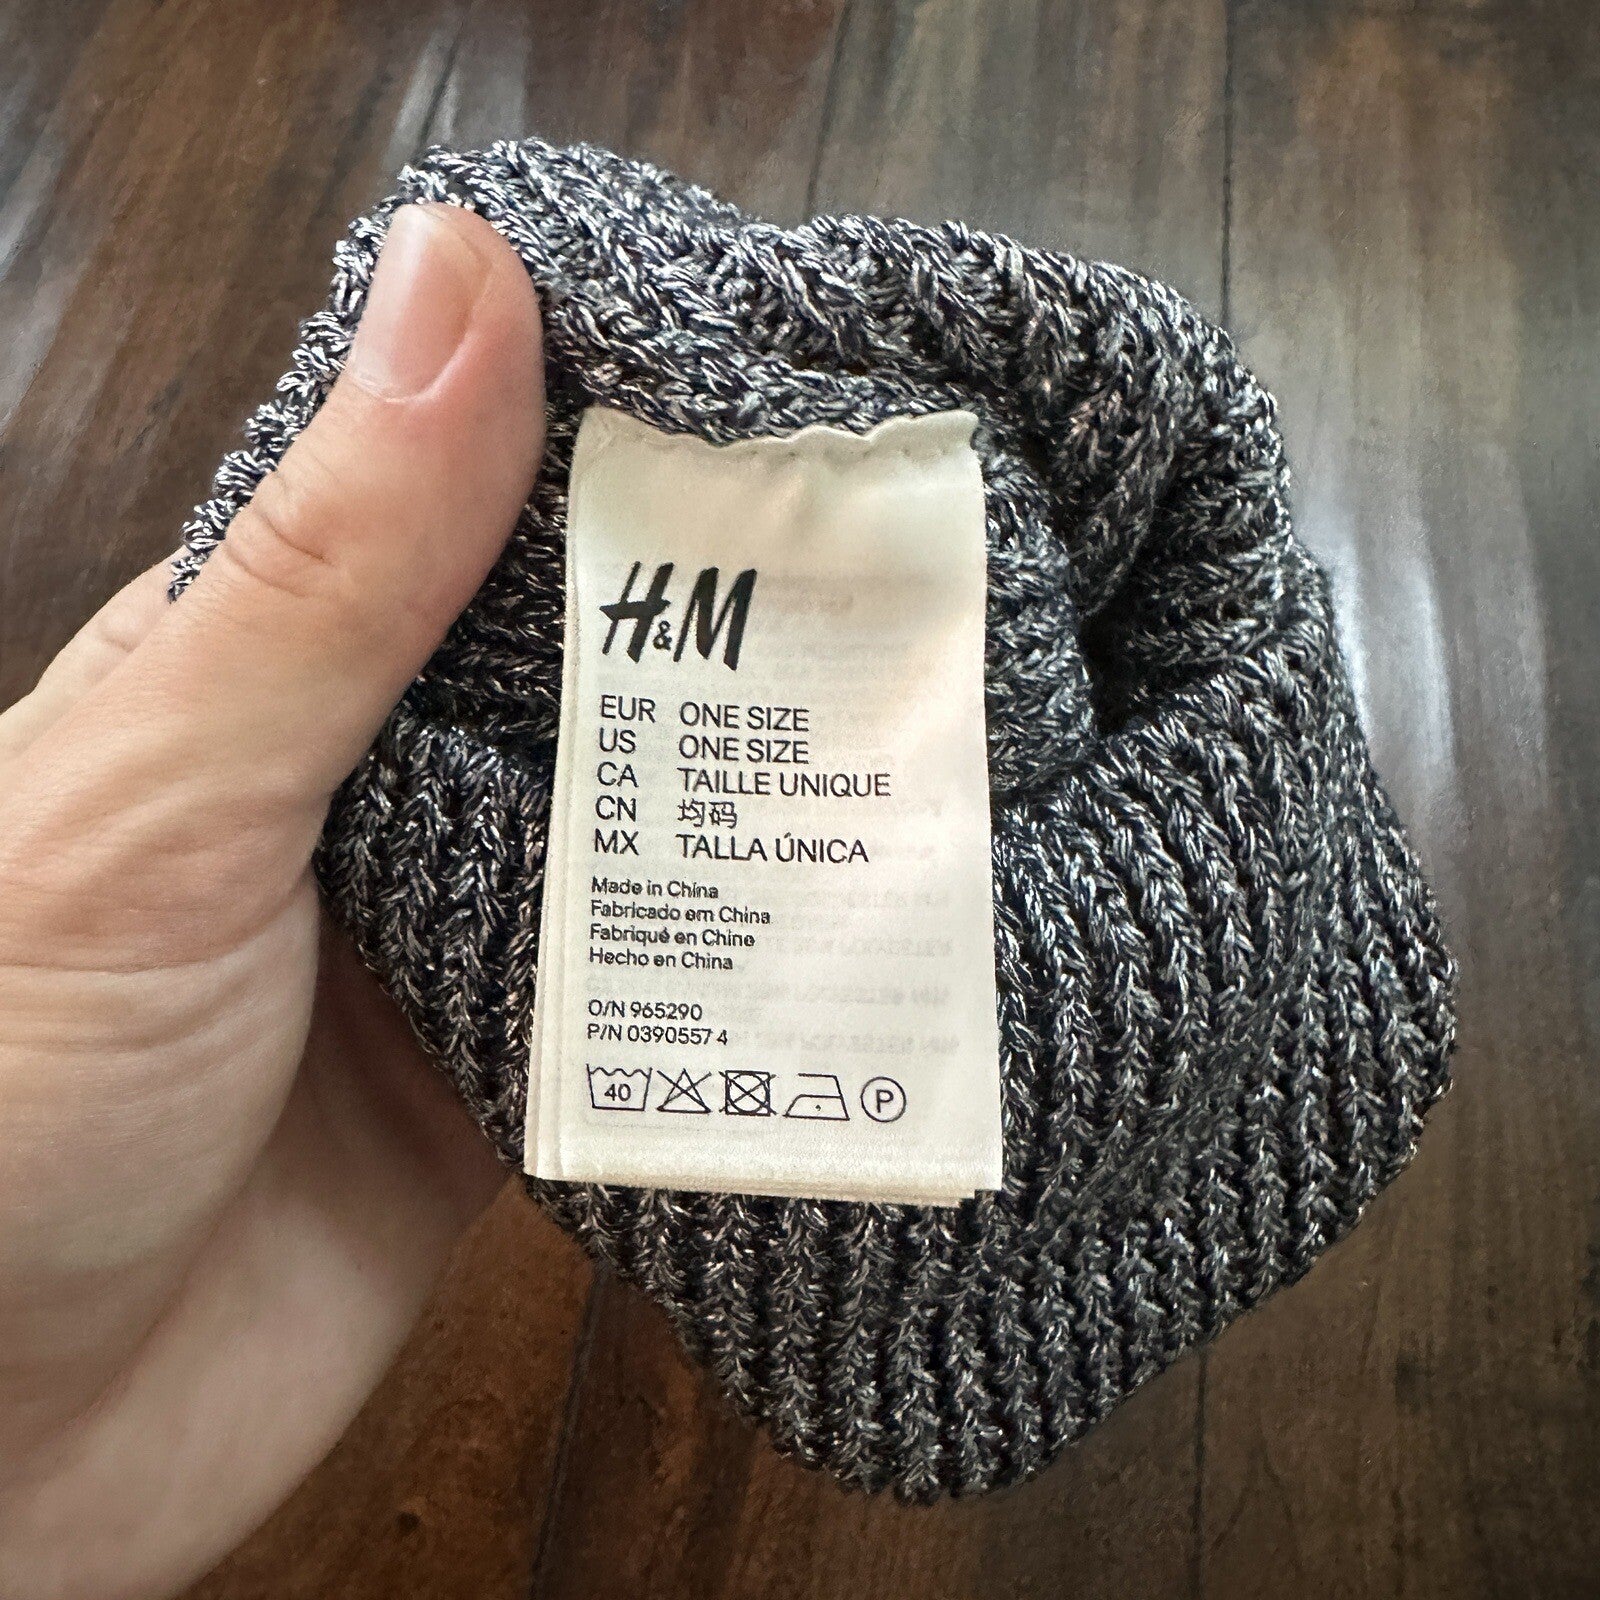 H&M
EUR ONE SIZE
US ONE SIZE
CA TAILLE UNIQUE
CN 均码
MX TALLA ÚNICA
Made in China
Fabricado em China
Fabriqué en Chine
Hecho en China
O/N 965290
P/N 0390557 4
40 P